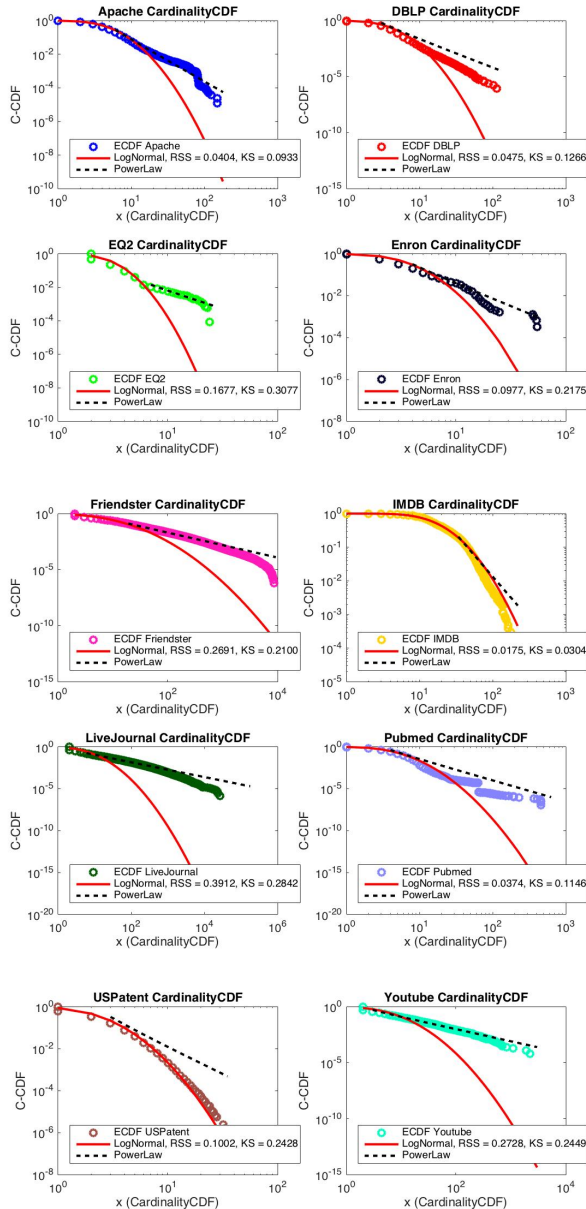 Apache CardinalityCDF
10^0
10^-2
10^-4
10^-6
10^-8
10^-10
C-CDF
ECDF Apache
LogNormal, RSS = 0.0404, KS = 0.0933
PowerLaw
10^0 10^1 10^2 10^3
x (CardinalityCDF)
DBLP CardinalityCDF
10^0
10^-5
10^-10
10^-15
C-CDF
ECDF DBLP
LogNormal, RSS = 0.0475, KS = 0.1266
PowerLaw
10^0 10^1 10^2 10^3
x (CardinalityCDF)
EQ2 CardinalityCDF
10^0
10^-2
10^-4
10^-6
10^-8
10^-10
C-CDF
ECDF EQ2
LogNormal, RSS = 0.1677, KS = 0.3077
PowerLaw
10^0 10^1 10^2
x (CardinalityCDF)
Enron CardinalityCDF
10^0
10^-2
10^-4
10^-6
10^-8
C-CDF
ECDF Enron
LogNormal, RSS = 0.0977, KS = 0.2175
PowerLaw
10^0 10^1 10^2
x (CardinalityCDF)
Friendster CardinalityCDF
10^0
10^-5
10^-10
10^-15
C-CDF
ECDF Friendster
LogNormal, RSS = 0.2691, KS = 0.2100
PowerLaw
10^0 10^2 10^4
x (CardinalityCDF)
IMDB CardinalityCDF
10^0
10^-1
10^-2
10^-3
10^-4
10^-5
C-CDF
ECDF IMDB
LogNormal, RSS = 0.0175, KS = 0.0304
PowerLaw
10^0 10^1 10^2 10^3
x (CardinalityCDF)
LiveJournal CardinalityCDF
10^0
10^-5
10^-10
10^-15
10^-20
C-CDF
ECDF LiveJournal
LogNormal, RSS = 0.3912, KS = 0.2842
PowerLaw
10^0 10^2 10^4 10^6
x (CardinalityCDF)
Pubmed CardinalityCDF
10^0
10^-5
10^-10
10^-15
C-CDF
ECDF Pubmed
LogNormal, RSS = 0.0374, KS = 0.1146
PowerLaw
10^0 10^1 10^2 10^3
x (CardinalityCDF)
USPatent CardinalityCDF
10^0
10^-2
10^-4
10^-6
10^-8
C-CDF
ECDF USPatent
LogNormal, RSS = 0.1002, KS = 0.2428
PowerLaw
10^0 10^1 10^2
x (CardinalityCDF)
Youtube CardinalityCDF
10^0
10^-5
10^-10
10^-15
C-CDF
ECDF Youtube
LogNormal, RSS = 0.2728, KS = 0.2449
PowerLaw
10^0 10^2 10^4
x (CardinalityCDF)